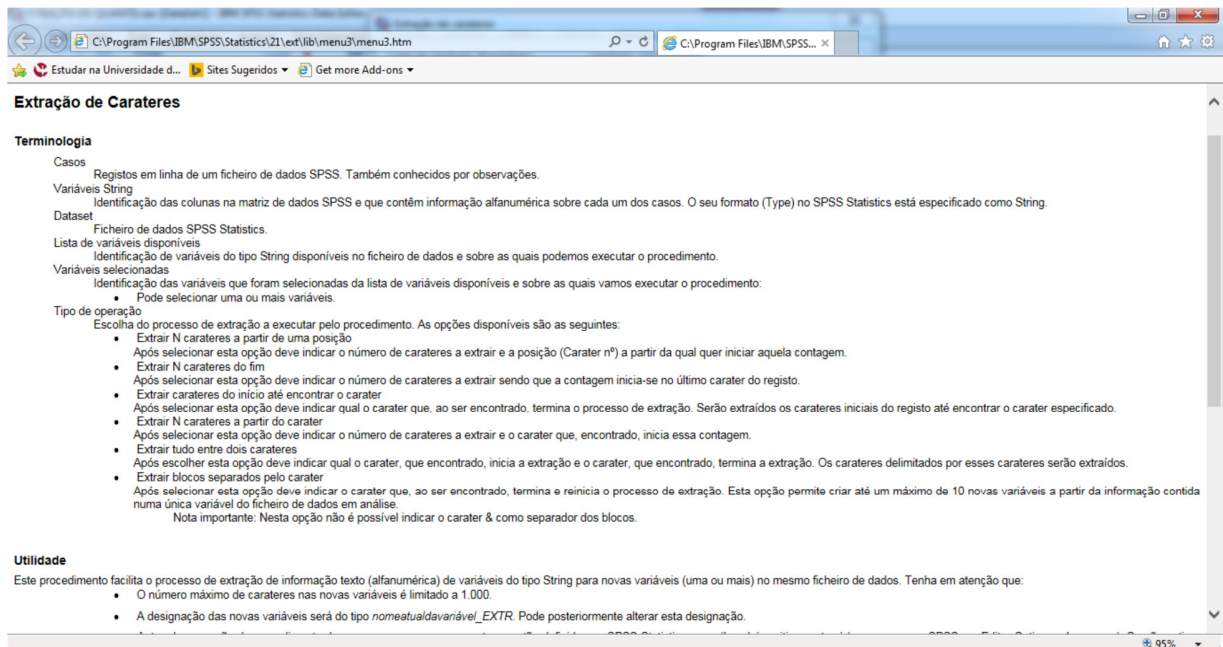 C:\Program Files\IBM\SPSS\Statistics\21\ext\lib\menu3\menu3.htm
C:\Program Files\IBM\SPSS...
Estudar na Universidade d...
Sites Sugeridos
Get more Add-ons
Extração de Carateres
Terminologia
Casos
Registos em linha de um ficheiro de dados SPSS. Também conhecidos por observações.
Variáveis String
Identificação das colunas na matriz de dados SPSS e que contêm informação alfanumérica sobre cada um dos casos. O seu formato (Type) no SPSS Statistics está especificado como String.
Dataset
Ficheiro de dados SPSS Statistics.
Lista de variáveis disponíveis
Identificação de variáveis do tipo String disponíveis no ficheiro de dados e sobre as quais podemos executar o procedimento.
Variáveis selecionadas
Identificação das variáveis que foram selecionadas da lista de variáveis disponíveis e sobre as quais vamos executar o procedimento:
• Pode selecionar uma ou mais variáveis.
Tipo de operação
Escolha do processo de extração a executar pelo procedimento. As opções disponíveis são as seguintes:
• Extrair N carateres a partir de uma posição
Após selecionar esta opção deve indicar o número de carateres a extrair e a posição (Carater nº) a partir da qual quer iniciar aquela contagem.
• Extrair N carateres do fim
Após selecionar esta opção deve indicar o número de carateres a extrair sendo que a contagem inicia-se no último carater do registo.
• Extrair carateres do início até encontrar o carater
Após selecionar esta opção deve indicar qual o carater que, ao ser encontrado, termina o processo de extração. Serão extraídos os carateres iniciais do registo até encontrar o carater especificado.
• Extrair N carateres a partir do carater
Após selecionar esta opção deve indicar o número de carateres a extrair e o carater que, encontrado, inicia essa contagem.
• Extrair tudo entre dois carateres
Após escolher esta opção deve indicar qual o carater, que encontrado, inicia a extração e o carater, que encontrado, termina a extração. Os carateres delimitados por esses carateres serão extraídos.
• Extrair blocos separados pelo carater
Após selecionar esta opção deve indicar o carater que, ao ser encontrado, termina e reinicia o processo de extração. Esta opção permite criar até um máximo de 10 novas variáveis a partir da informação contida
numa única variável do ficheiro de dados em análise.
Nota importante: Nesta opção não é possível indicar o carater & como separador dos blocos.
Utilidade
Este procedimento facilita o processo de extração de informação texto (alfanumérica) de variáveis do tipo String para novas variáveis (uma ou mais) no mesmo ficheiro de dados. Tenha em atenção que:
• O número máximo de carateres nas novas variáveis é limitado a 1.000.
• A designação das novas variáveis será do tipo nomeatualdavariável_EXTR. Pode posteriormente alterar esta designação.
95%